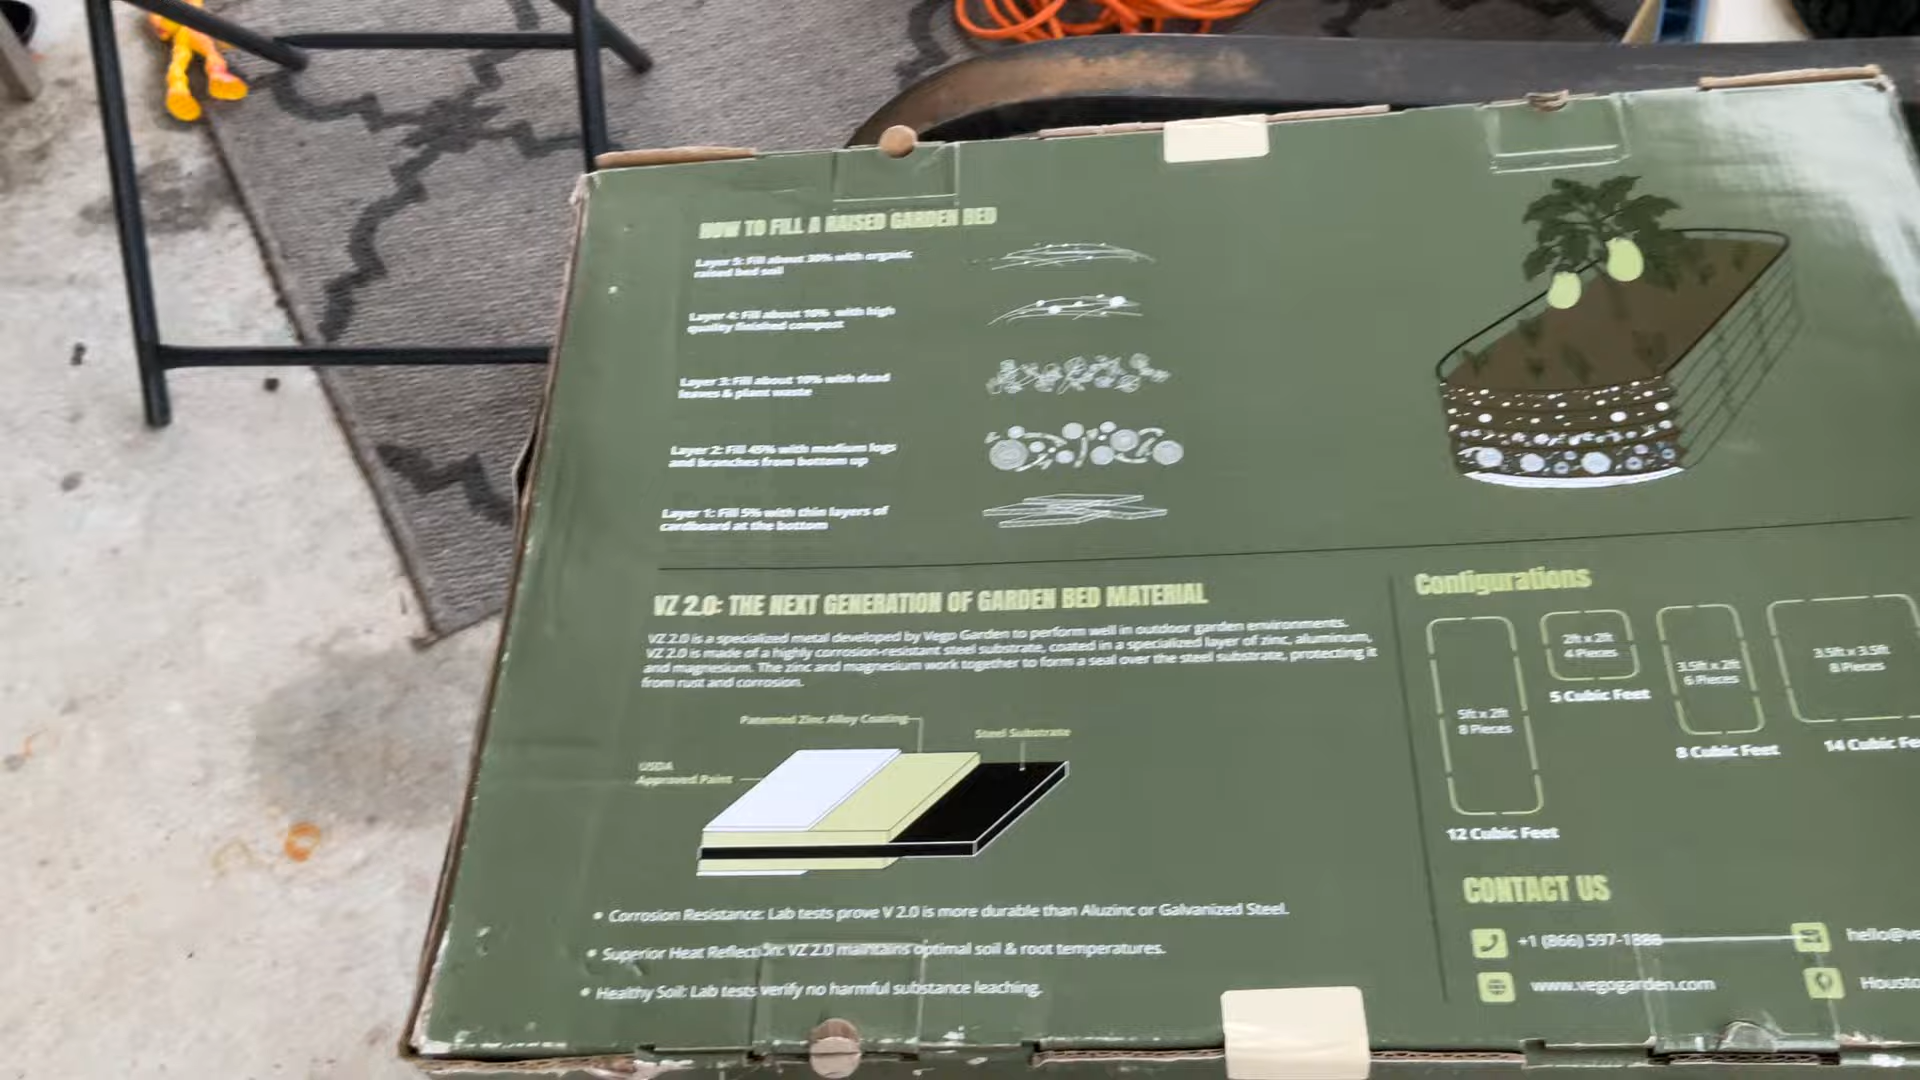 HOW TO FILL A RAISED GARDEN BED
Layer 5: Fill about 30% with organic
raised bed soil
Layer 4: Fill about 10% with high
quality finished compost
Layer 3: Fill about 10% with dead
leaves & plant waste
Layer 2: Fill 45% with medium logs
and branches from bottom up
Layer 1: Fill 5% with thin layers of
cardboard at the bottom
VZ 2.0: THE NEXT GENERATION OF GARDEN BED MATERIAL
VZ 2.0 is a specialized metal developed by Vego Garden to perform well in outdoor garden environments.
VZ 2.0 is made of a highly corrosion-resistant steel substrate, coated in a specialized layer of zinc, aluminum,
and magnesium. The zinc and magnesium work together to form a seal over the steel substrate, protecting it
from rust and corrosion.
Patented Zinc Alloy Coating
Steel Substrate
USDA
Approved Paint
• Corrosion Resistance: Lab tests prove V 2.0 is more durable than Aluzinc or Galvanized Steel.
• Superior Heat Reflection: VZ 2.0 maintains optimal soil & root temperatures.
• Healthy Soil: Lab tests verify no harmful substance leaching.
Configurations
5ft x 2ft
8 Pieces
12 Cubic Feet
2ft x 2ft
4 Pieces
5 Cubic Feet
3.5ft x 2ft
6 Pieces
8 Cubic Feet
3.5ft x 3.5ft
8 Pieces
14 Cubic Fe
CONTACT US
+1 (866) 597-1888
hello@ve
www.vegogarden.com
Housto